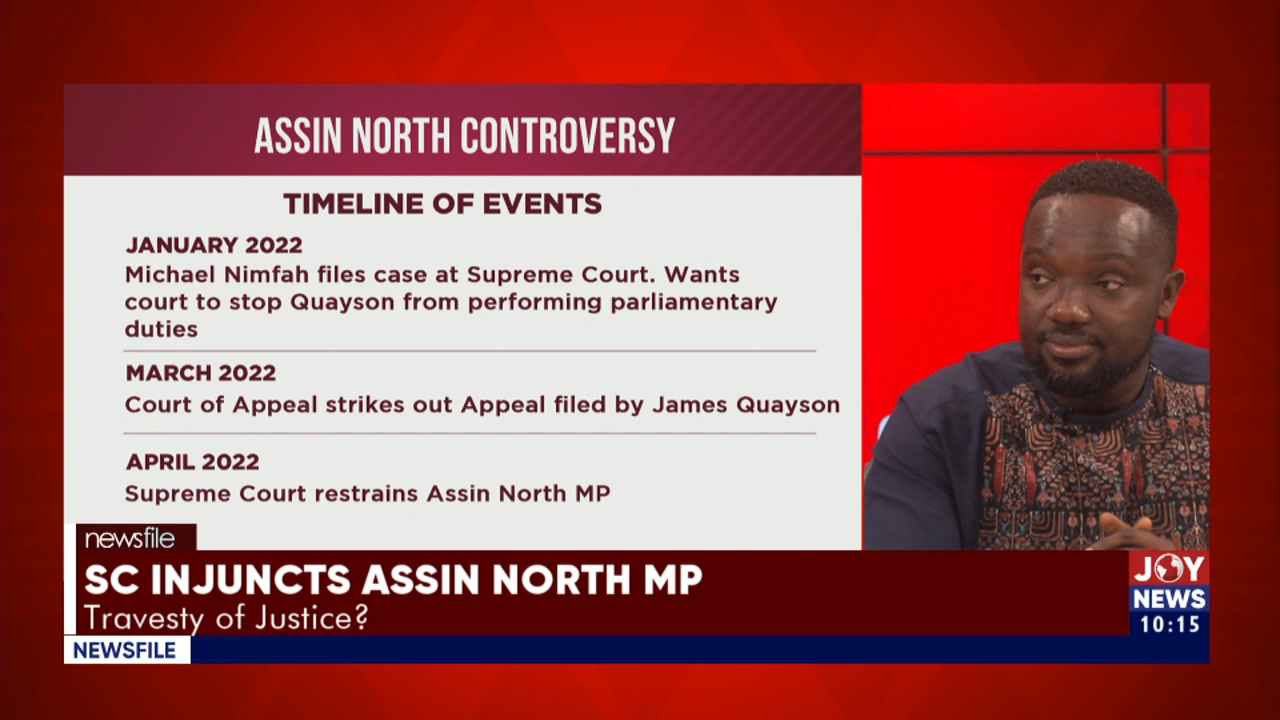 ASSIN NORTH CONTROVERSY
TIMELINE OF EVENTS
JANUARY 2022
Michael Nimfah files case at Supreme Court. Wants
court to stop Quayson from performing parliamentary
duties
MARCH 2022
Court of Appeal strikes out Appeal filed by James Quayson
APRIL 2022
Supreme Court restrains Assin North MP
newsfile
SC INJUNCTS ASSIN NORTH MP
Travesty of Justice?
JOY
NEWS
10:15
NEWSFILE